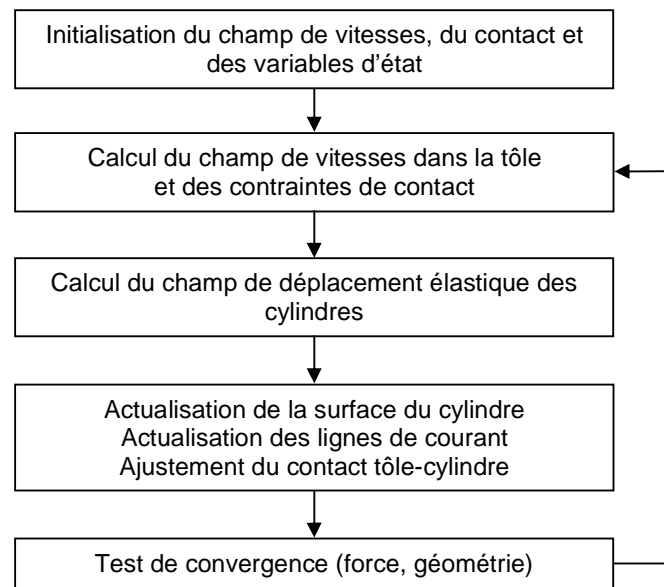 Initialisation du champ de vitesses, du contact et
des variables d'état
Calcul du champ de vitesses dans la tôle
et des contraintes de contact
Calcul du champ de déplacement élastique des
cylindres
Actualisation de la surface du cylindre
Actualisation des lignes de courant
Ajustement du contact tôle-cylindre
Test de convergence (force, géométrie)